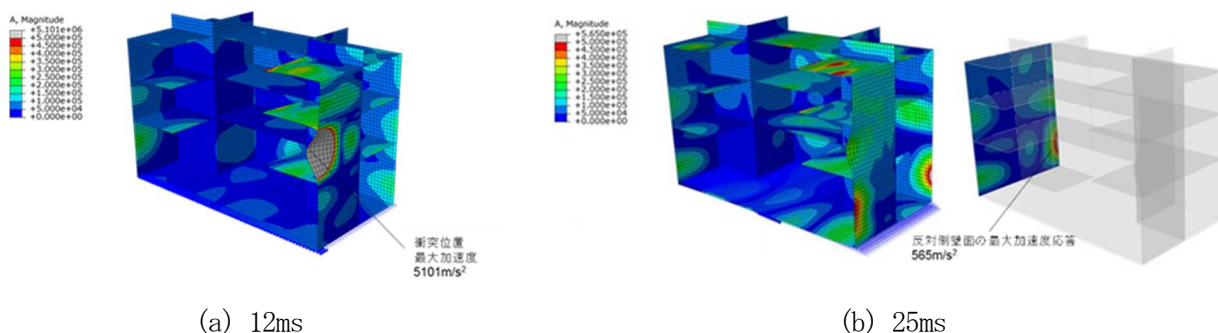 A, Magnitude
+5.101e+06
+5.000e+05
+4.500e+05
+4.000e+05
+3.500e+05
+3.000e+05
+2.500e+05
+2.000e+05
+1.500e+05
+1.000e+05
+5.000e+04
+0.000e+00
衝突位置
最大加速度
5101m/s²
(a) 12ms
A, Magnitude
+5.650e+05
+5.000e+05
+4.500e+05
+4.000e+05
+3.500e+05
+3.000e+05
+2.500e+05
+2.000e+05
+1.500e+05
+1.000e+05
+5.000e+04
+0.000e+00
反対側壁面の最大加速度応答
565m/s²
(b) 25ms